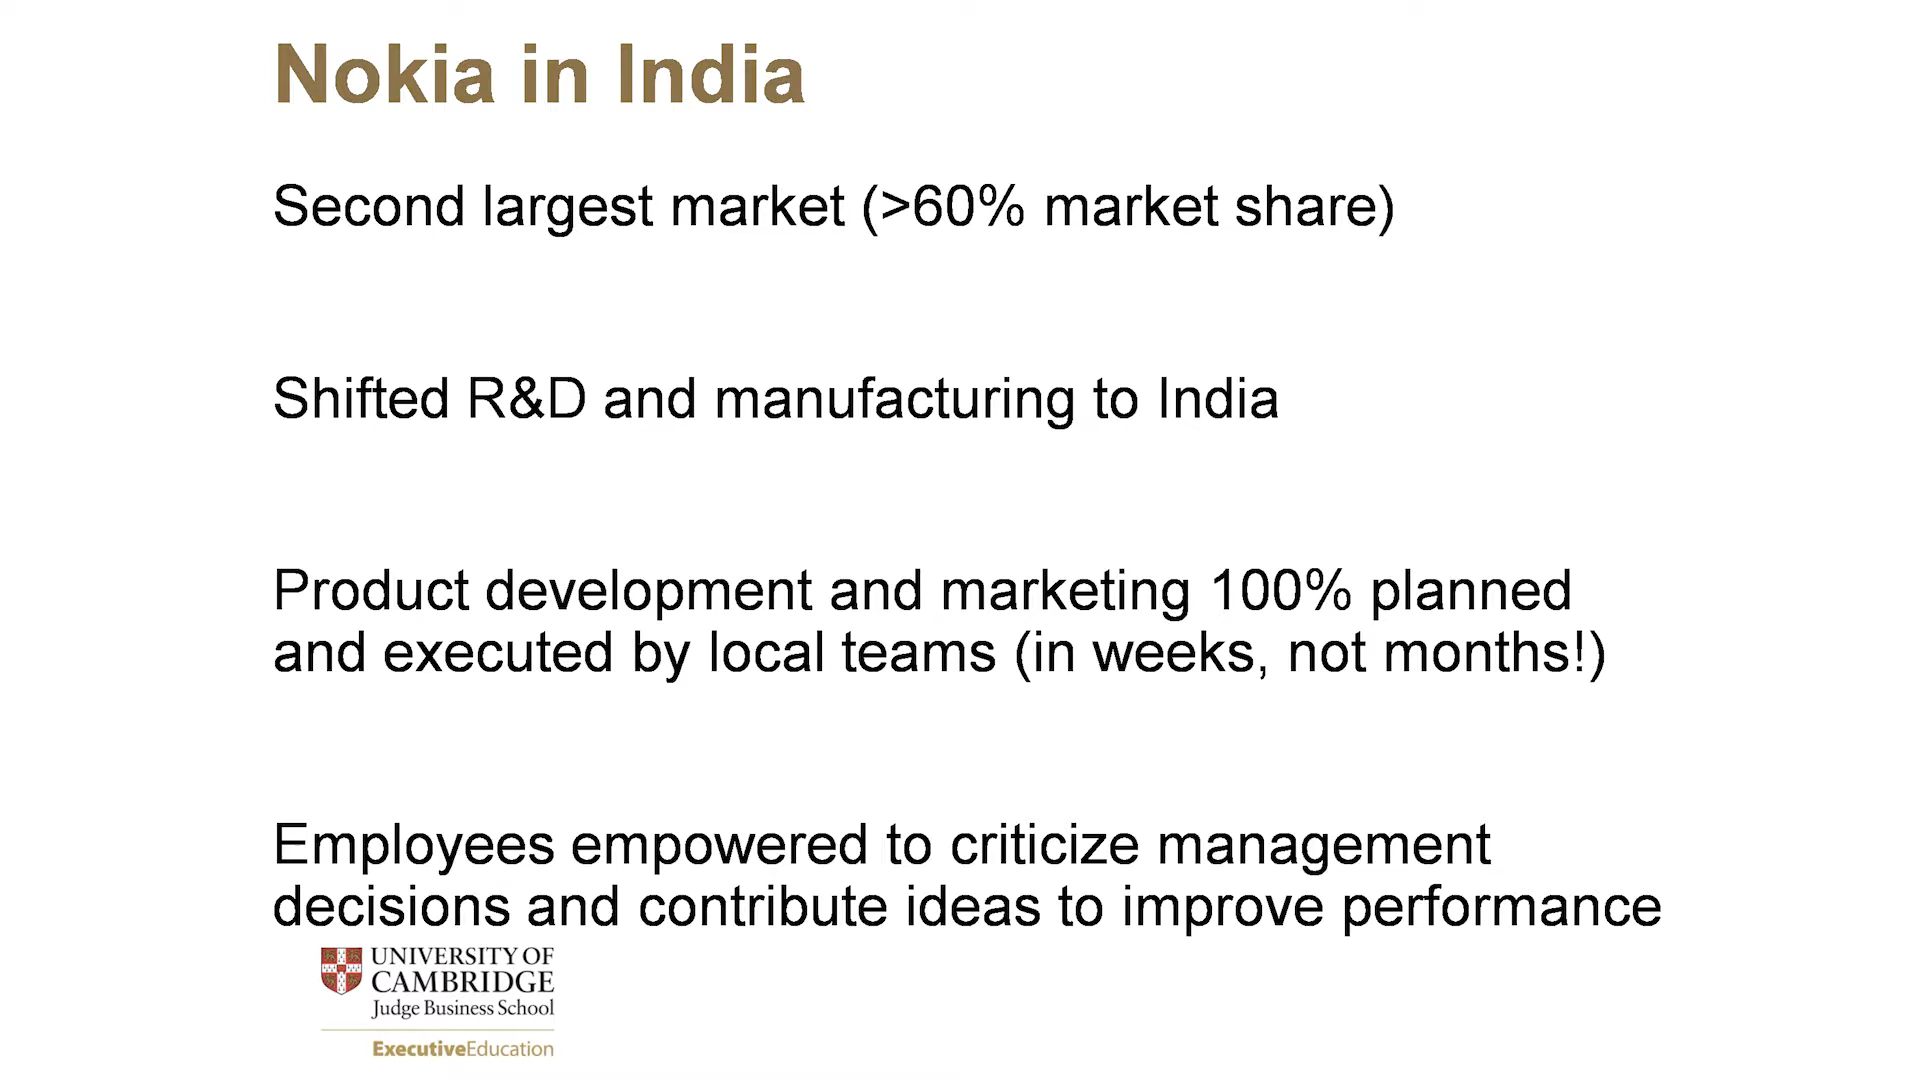 Nokia in India
Second largest market (>60% market share)
Shifted R&D and manufacturing to India
Product development and marketing 100% planned
and executed by local teams (in weeks, not months!)
Employees empowered to criticize management
decisions and contribute ideas to improve performance
UNIVERSITY OF
CAMBRIDGE
Judge Business School
ExecutiveEducation